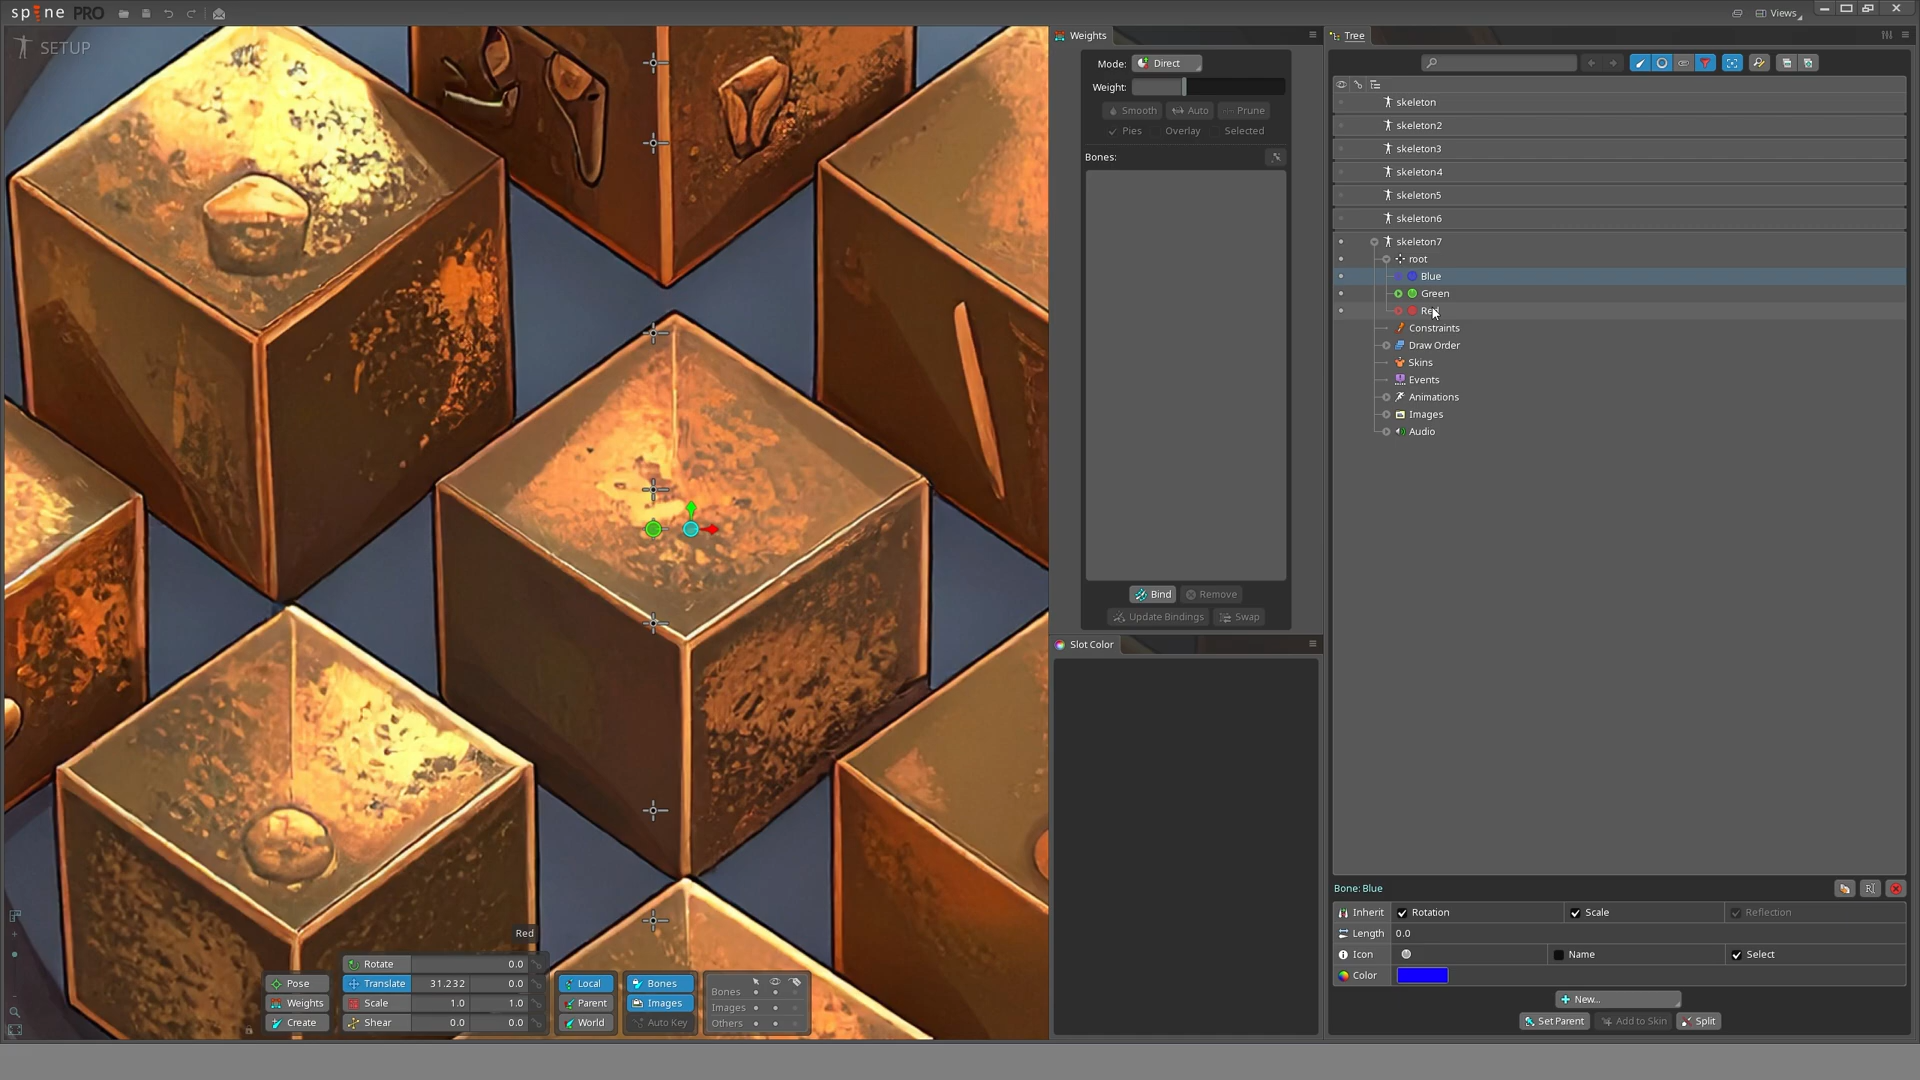 spine PRO
Views
SETUP
Weights
Tree
Mode:
Direct
Weight:
Smooth
Auto
Prune
Pies
Overlay
Selected
Bones:
Bind
Remove
Update Bindings
Swap
Slot Color
skeleton
skeleton2
skeleton3
skeleton4
skeleton5
skeleton6
skeleton7
root
Blue
Green
Red
Constraints
Draw Order
Skins
Events
Animations
Images
Audio
Bone: Blue
Inherit
Rotation
Scale
Reflection
Length
0.0
Icon
Name
Select
Color
New...
Set Parent
Add to Skin
Split
Red
Pose
Weights
Create
Rotate
0.0
Translate
31.232
0.0
Scale
1.0
1.0
Shear
0.0
0.0
Local
Parent
World
Bones
Images
Auto Key
Bones
Images
Others